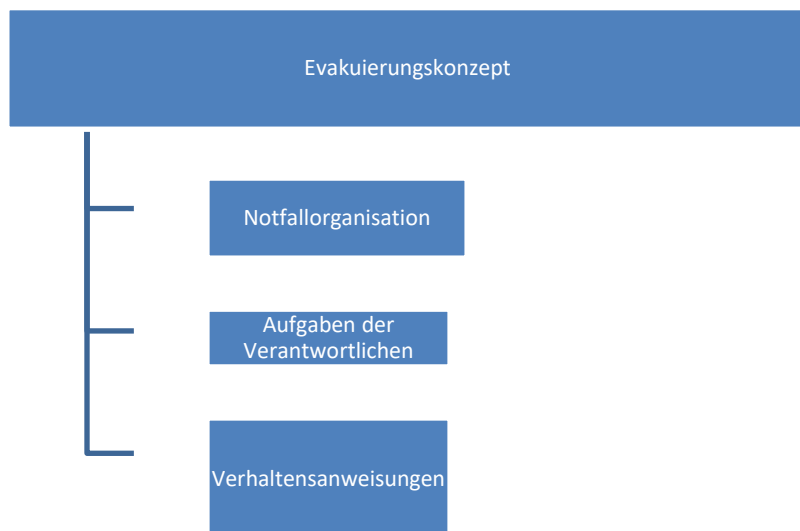 Evakuierungskonzept
Notfallorganisation
Aufgaben der
Verantwortlichen
Verhaltensanweisungen